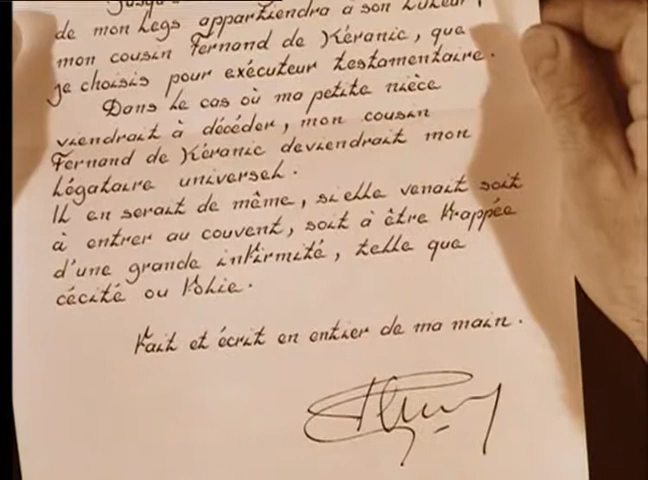 jusqu'
de mon legs appartiendra à son tuteur,
mon cousin Fernand de Kéranic, que
je choisis pour exécuteur testamentaire.
Dans le cas où ma petite nièce
viendrait à décéder, mon cousin
Fernand de Kéranic deviendrait mon
légataire universel.
Il en serait de même, si elle venait soit
à entrer au couvent, soit à être frappée
d'une grande infirmité, telle que
cécité ou folie.
Fait et écrit en entier de ma main.